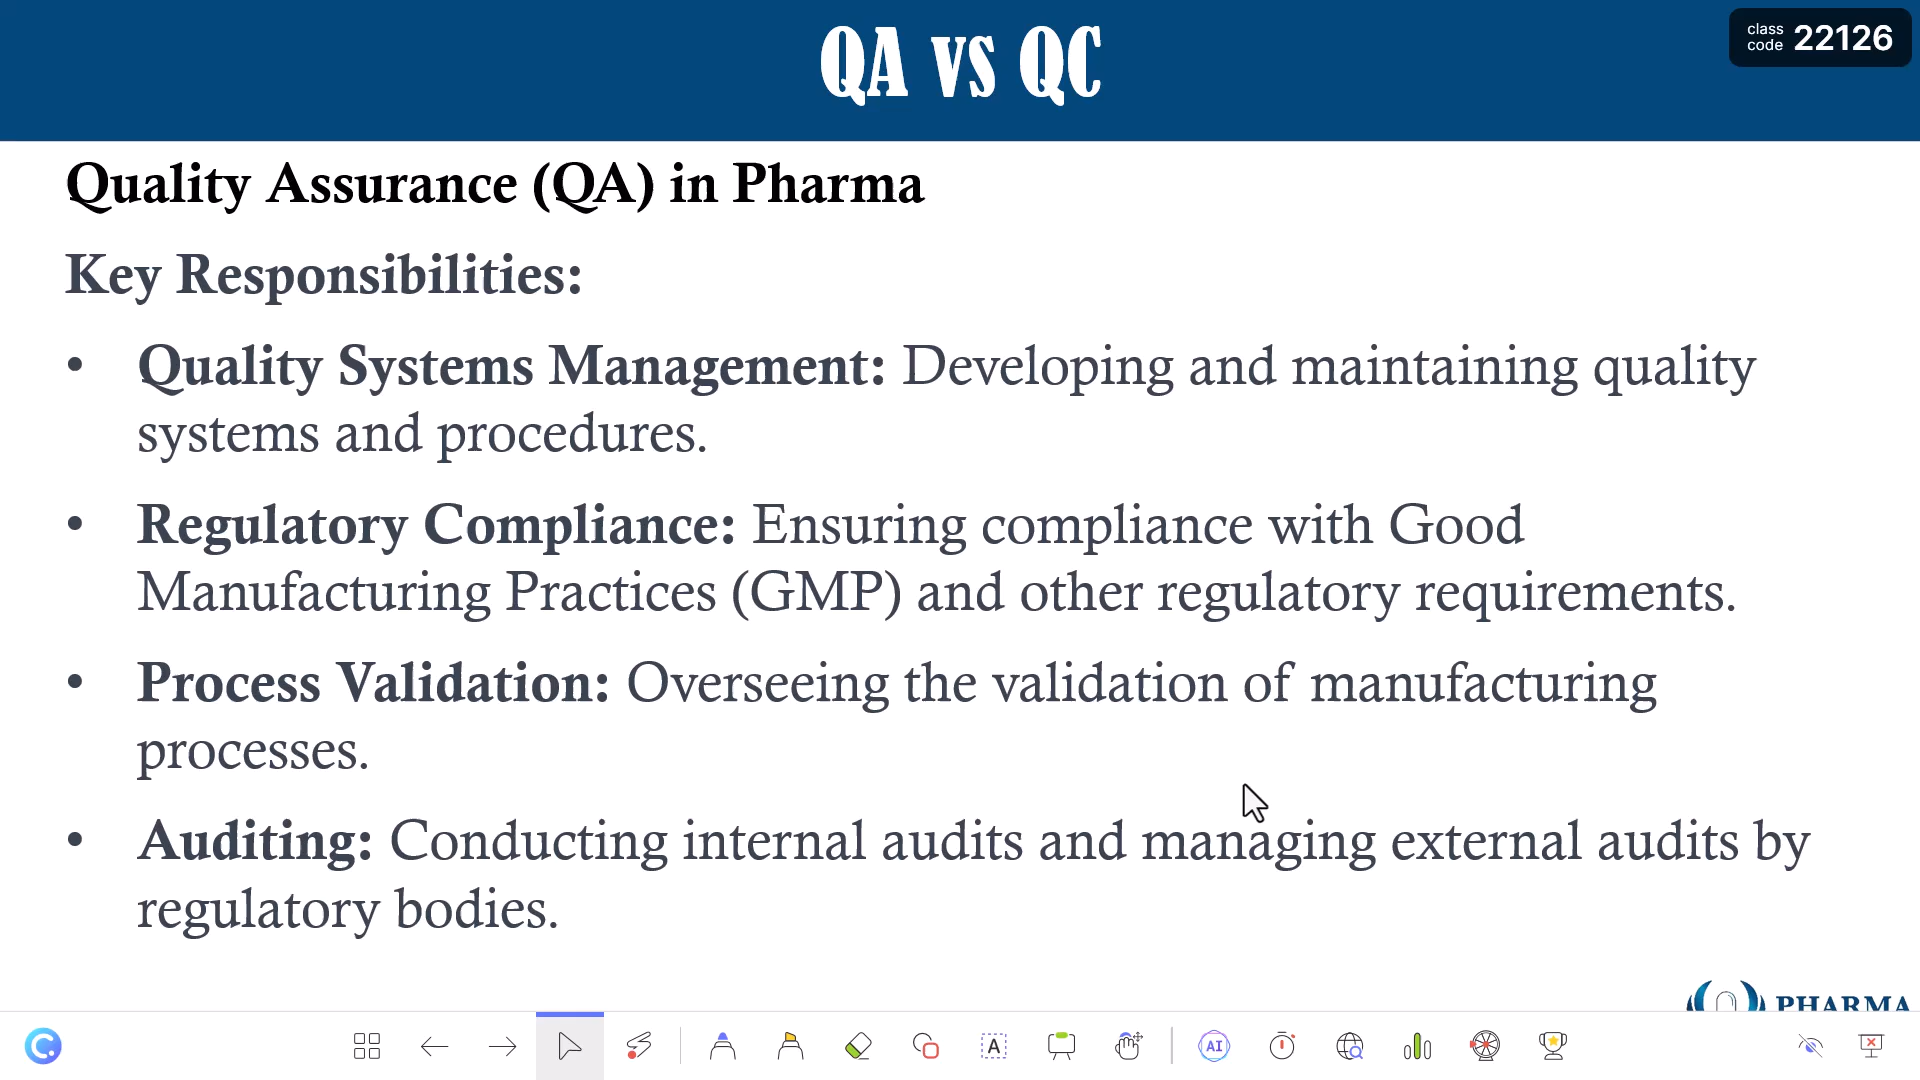 QA vs QC
class code 22126
Quality Assurance (QA) in Pharma
Key Responsibilities:
• Quality Systems Management: Developing and maintaining quality
systems and procedures.
• Regulatory Compliance: Ensuring compliance with Good
Manufacturing Practices (GMP) and other regulatory requirements.
• Process Validation: Overseeing the validation of manufacturing
processes.
• Auditing: Conducting internal audits and managing external audits by
regulatory bodies.
PHARMA
A
AI